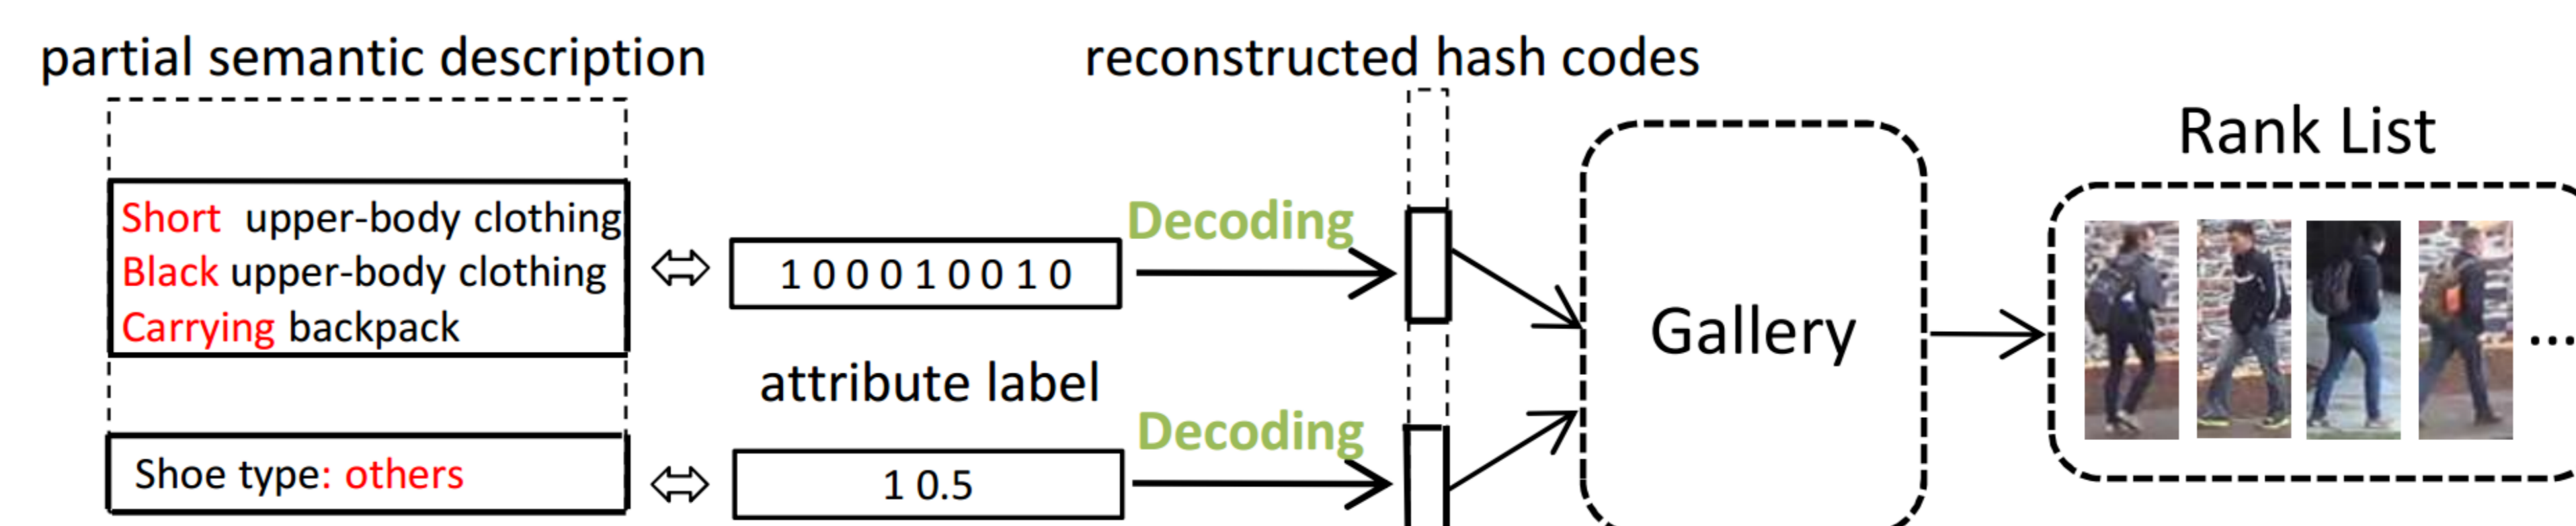 partial semantic description
reconstructed hash codes
Rank List
Short upper-body clothing
Black upper-body clothing
Carrying backpack
1 0 0 0 1 0 0 1 0
Decoding
Gallery
...
attribute label
Decoding
Shoe type: others
1 0.5